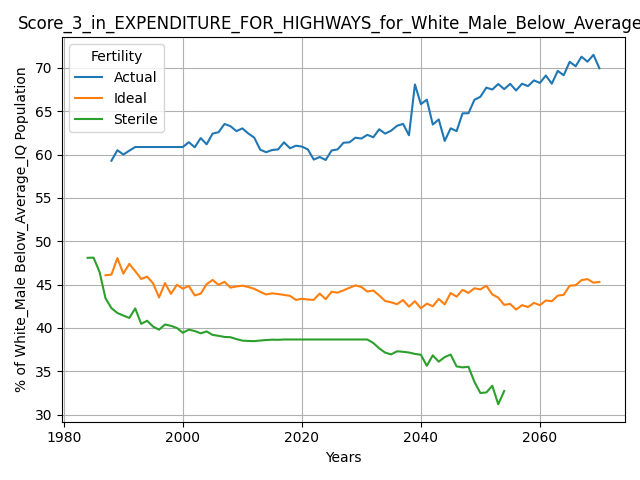 Score_3_in_EXPENDITURE_FOR_HIGHWAYS_for_White_Male_Below_Average
Fertility
Actual
Ideal
Sterile
% of White_Male Below_Average_IQ Population
70
65
60
55
50
45
40
35
30
1980
2000
2020
2040
2060
Years